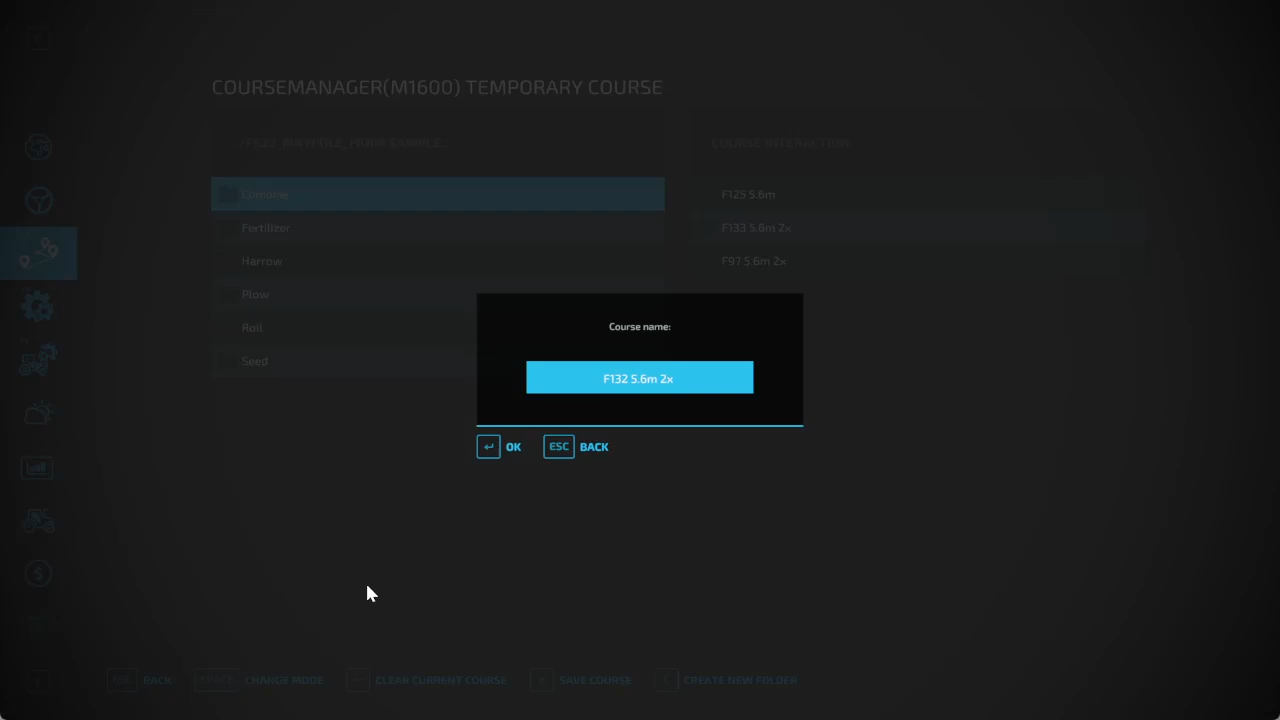 COURSEMANAGER(M1600) TEMPORARY COURSE
COURSE INTERACTION
Combine
Fertilizer
Harrow
Plow
Roll
Seed
F125 5.6m
F133 5.6m 2x
F97 5.6m 2x
Course name:
F132 5.6m 2x
OK
ESC BACK
BACK
CHANGE MODE
CLEAR CURRENT COURSE
SAVE COURSE
CREATE NEW FOLDER